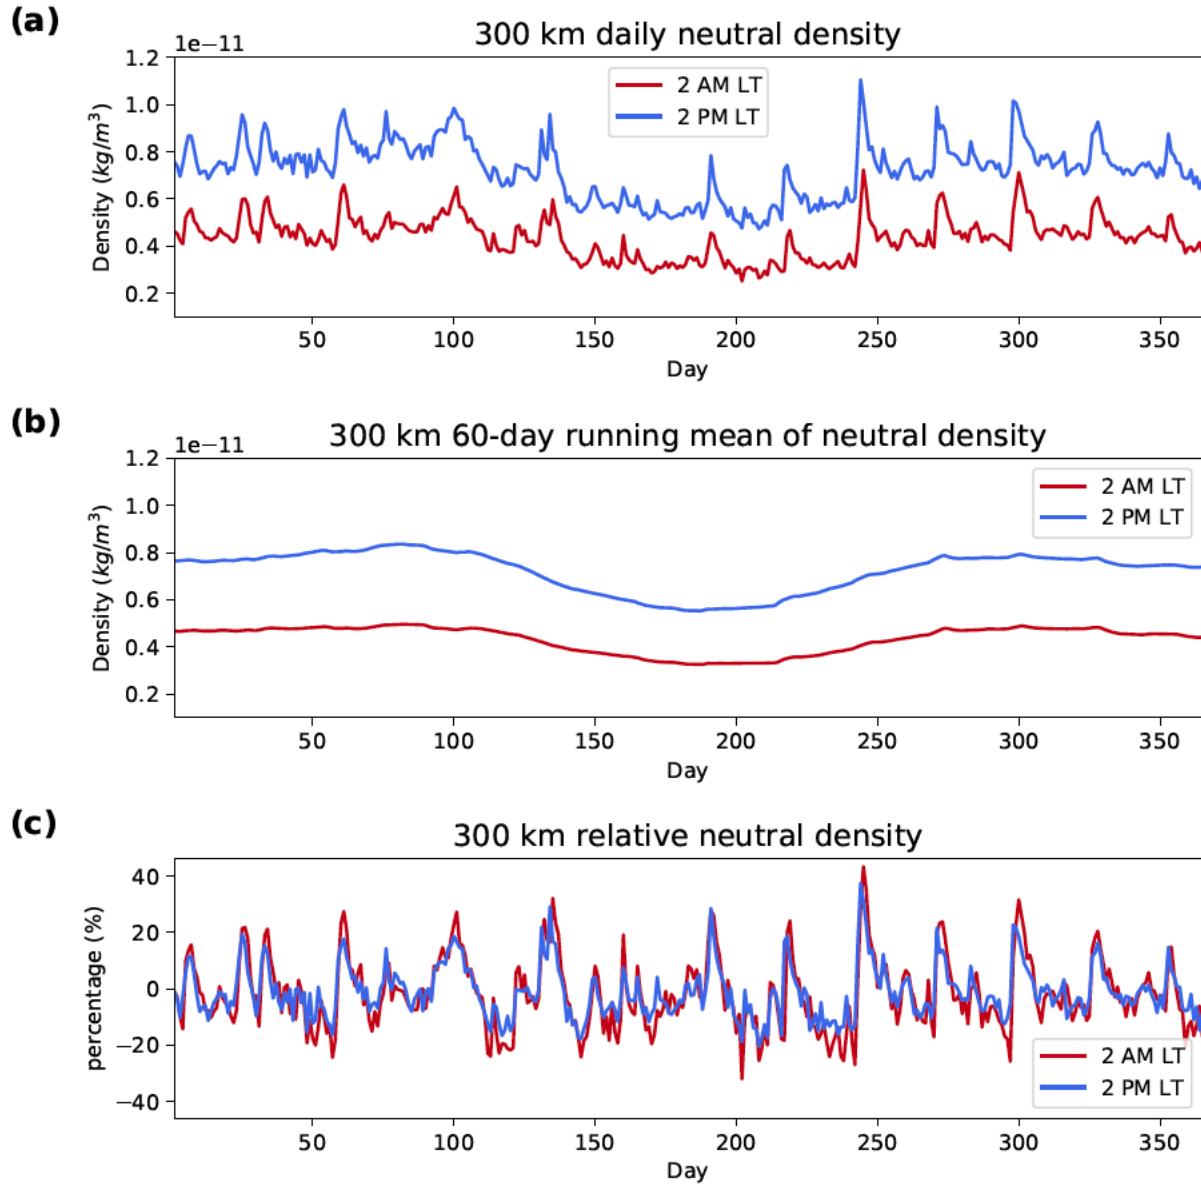 (a)
300 km daily neutral density
1e−11
1.2
1.0
0.8
0.6
0.4
0.2
Density (kg/m³)
2 AM LT
2 PM LT
50 100 150 200 250 300 350
Day
(b)
300 km 60-day running mean of neutral density
1e−11
1.2
1.0
0.8
0.6
0.4
0.2
Density (kg/m³)
2 AM LT
2 PM LT
50 100 150 200 250 300 350
Day
(c)
300 km relative neutral density
40
20
0
−20
−40
percentage (%)
2 AM LT
2 PM LT
50 100 150 200 250 300 350
Day